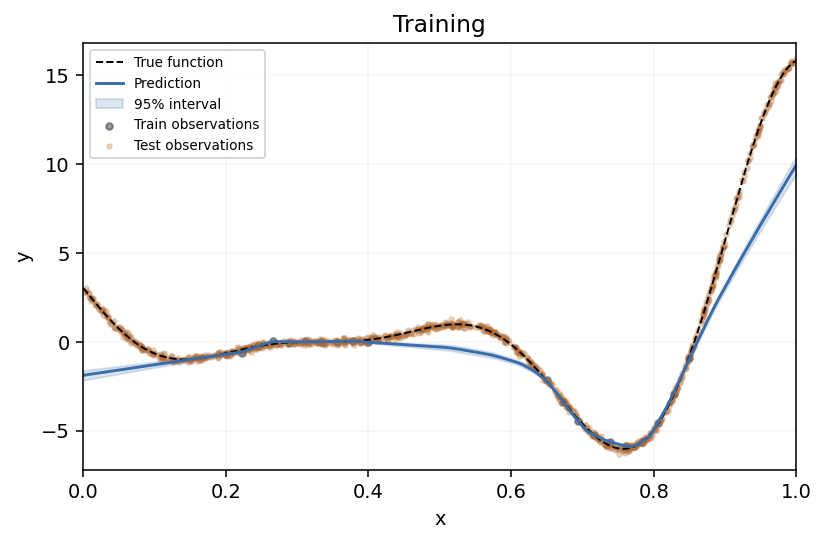 Training
True function
Prediction
95% interval
Train observations
Test observations
15
10
5
0
−5
y
0.0 0.2 0.4 0.6 0.8 1.0
x